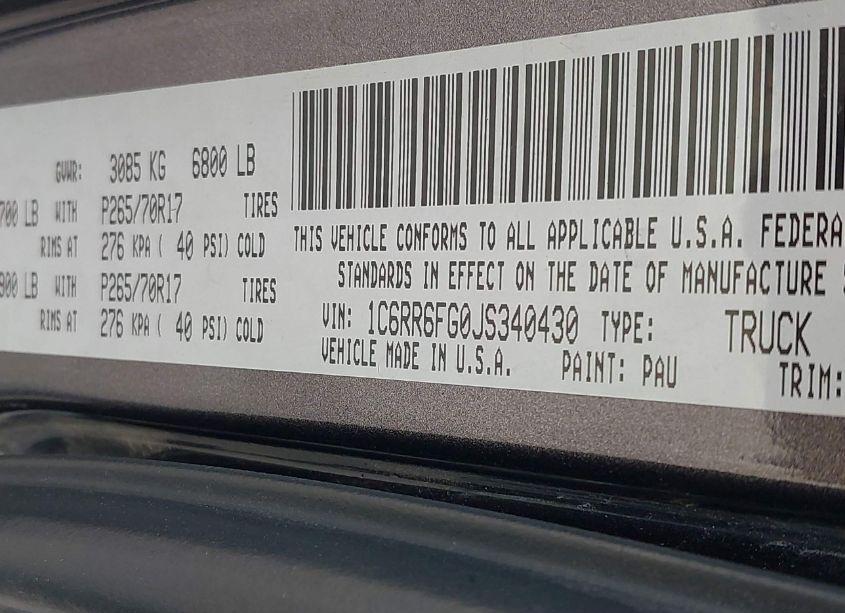 GVWR: 3085 KG 6800 LB
700 LB WITH P265/70R17 TIRES
RIMS AT 276 KPA ( 40 PSI) COLD
900 LB WITH P265/70R17 TIRES
RIMS AT 276 KPA ( 40 PSI) COLD
THIS VEHICLE CONFORMS TO ALL APPLICABLE U.S.A. FEDERA
STANDARDS IN EFFECT ON THE DATE OF MANUFACTURE
VIN: 1C6RR6FG0JS340430 TYPE: TRUCK
VEHICLE MADE IN U.S.A. PAINT: PAU TRIM: